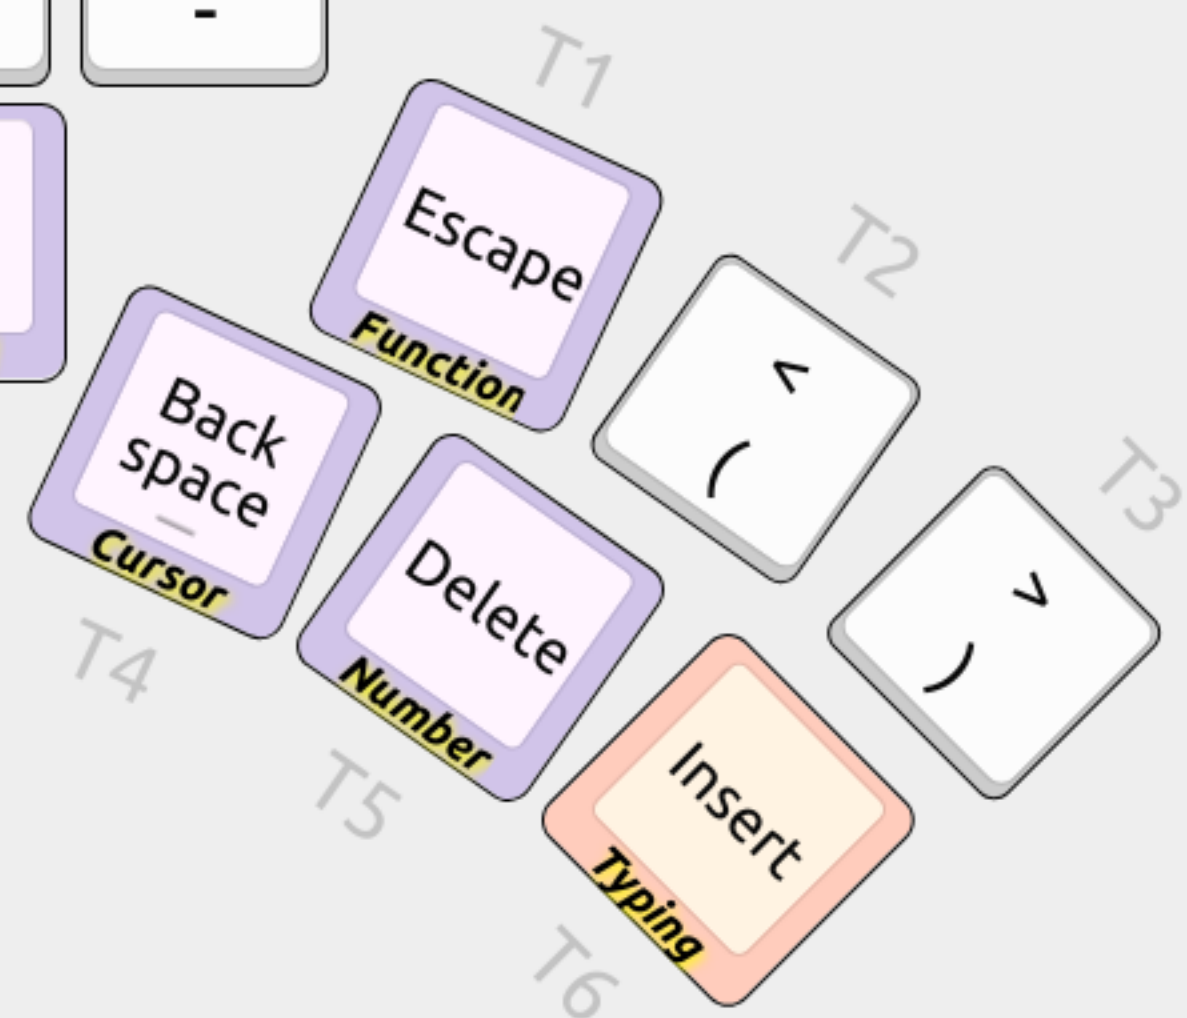 -
T1
Escape
Function
T2
<
(
T3
>
)
Back
space
Cursor
T4
Delete
Number
T5
Insert
Typing
T6